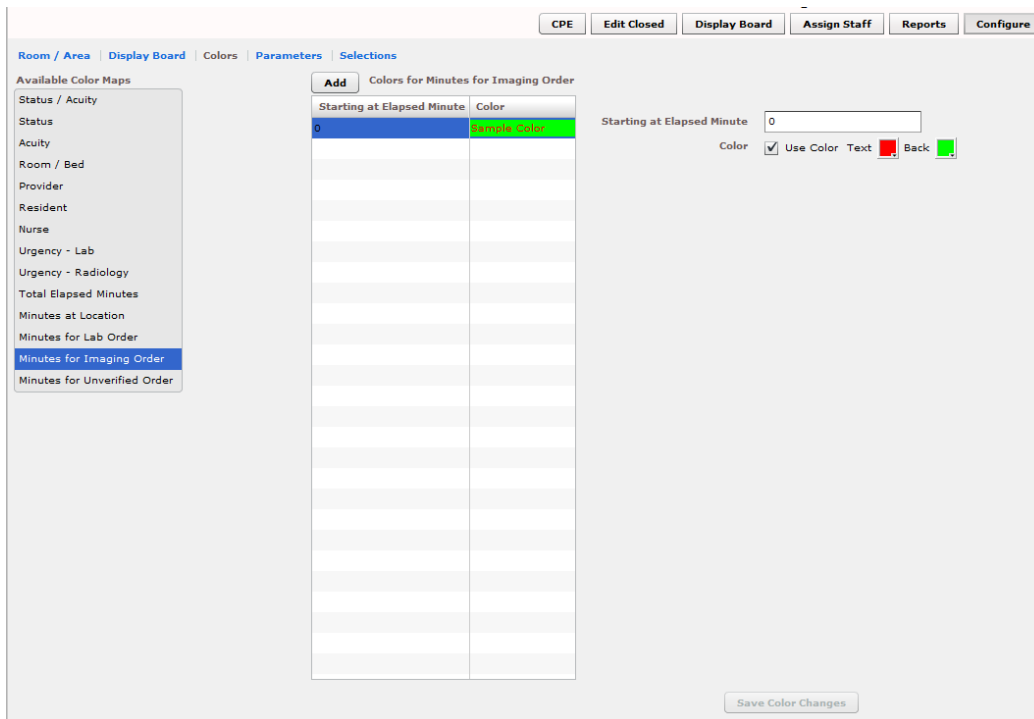 CPE Edit Closed Display Board Assign Staff Reports Configure
Room / Area Display Board Colors Parameters Selections
Available Color Maps
Status / Acuity
Status
Acuity
Room / Bed
Provider
Resident
Nurse
Urgency - Lab
Urgency - Radiology
Total Elapsed Minutes
Minutes at Location
Minutes for Lab Order
Minutes for Imaging Order
Minutes for Unverified Order
Add Colors for Minutes for Imaging Order
Starting at Elapsed Minute Color
0 Sample Color
Starting at Elapsed Minute 0
Color Use Color Text Back
Save Color Changes